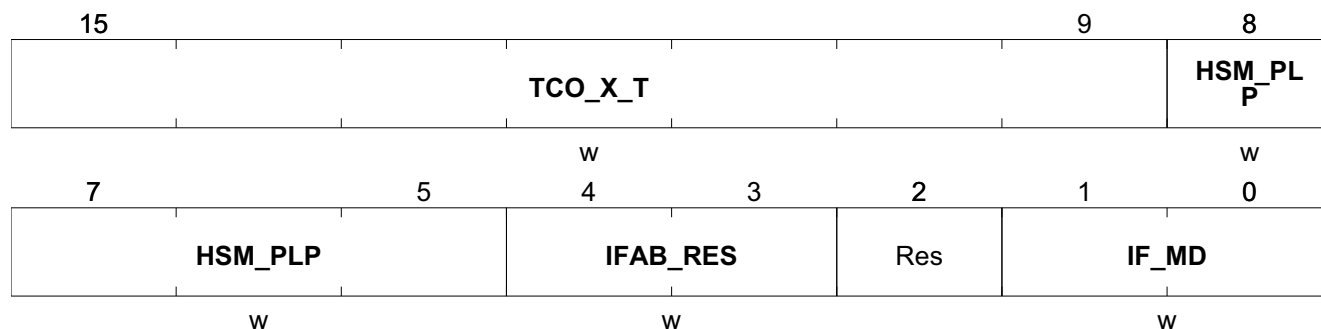 15 9 8
TCO_X_T HSM_PL
P
w w
7 5 4 3 2 1 0
HSM_PLP IFAB_RES Res IF_MD
w w w